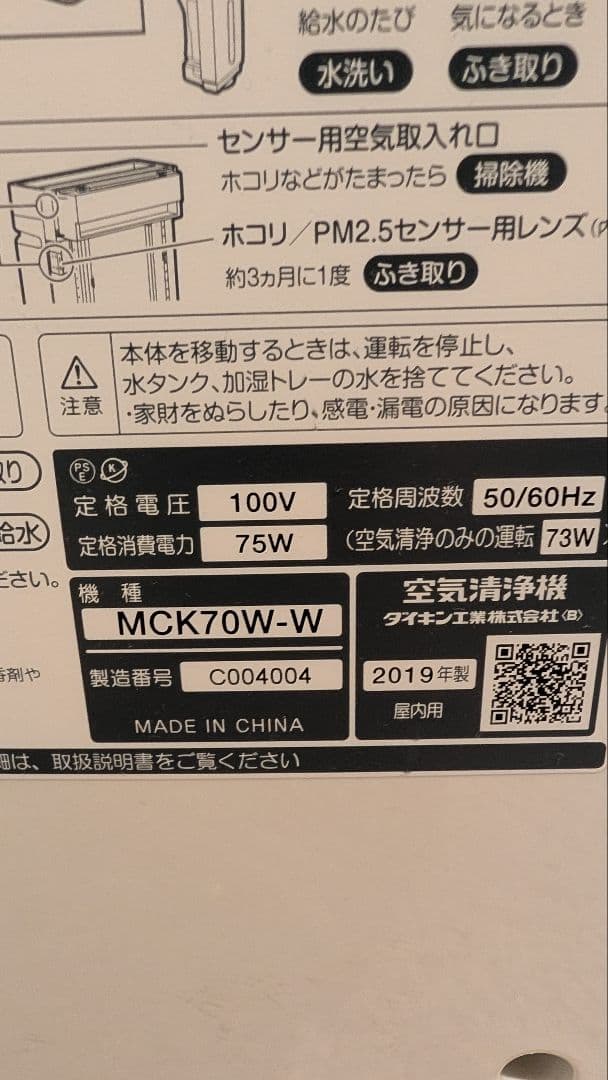 給水のたび 気になるとき
水洗い ふき取り
センサー用空気取入れ口
ホコリなどがたまったら 掃除機
ホコリ／PM2.5センサー用レンズ
約3ヵ月に1度 ふき取り
注意
本体を移動するときは、運転を停止し、
水タンク、加湿トレーの水を捨ててください。
・家財をぬらしたり、感電・漏電の原因になります
給水
ださい。
PSE K
定格電圧 100V 定格周波数 50/60Hz
定格消費電力 75W （空気清浄のみの運転 73W
機種
MCK70W-W
製造番号 C004004
MADE IN CHINA
空気清浄機
ダイキン工業株式会社〈B〉
2019年製
屋内用
香剤や
細は、取扱説明書をご覧ください